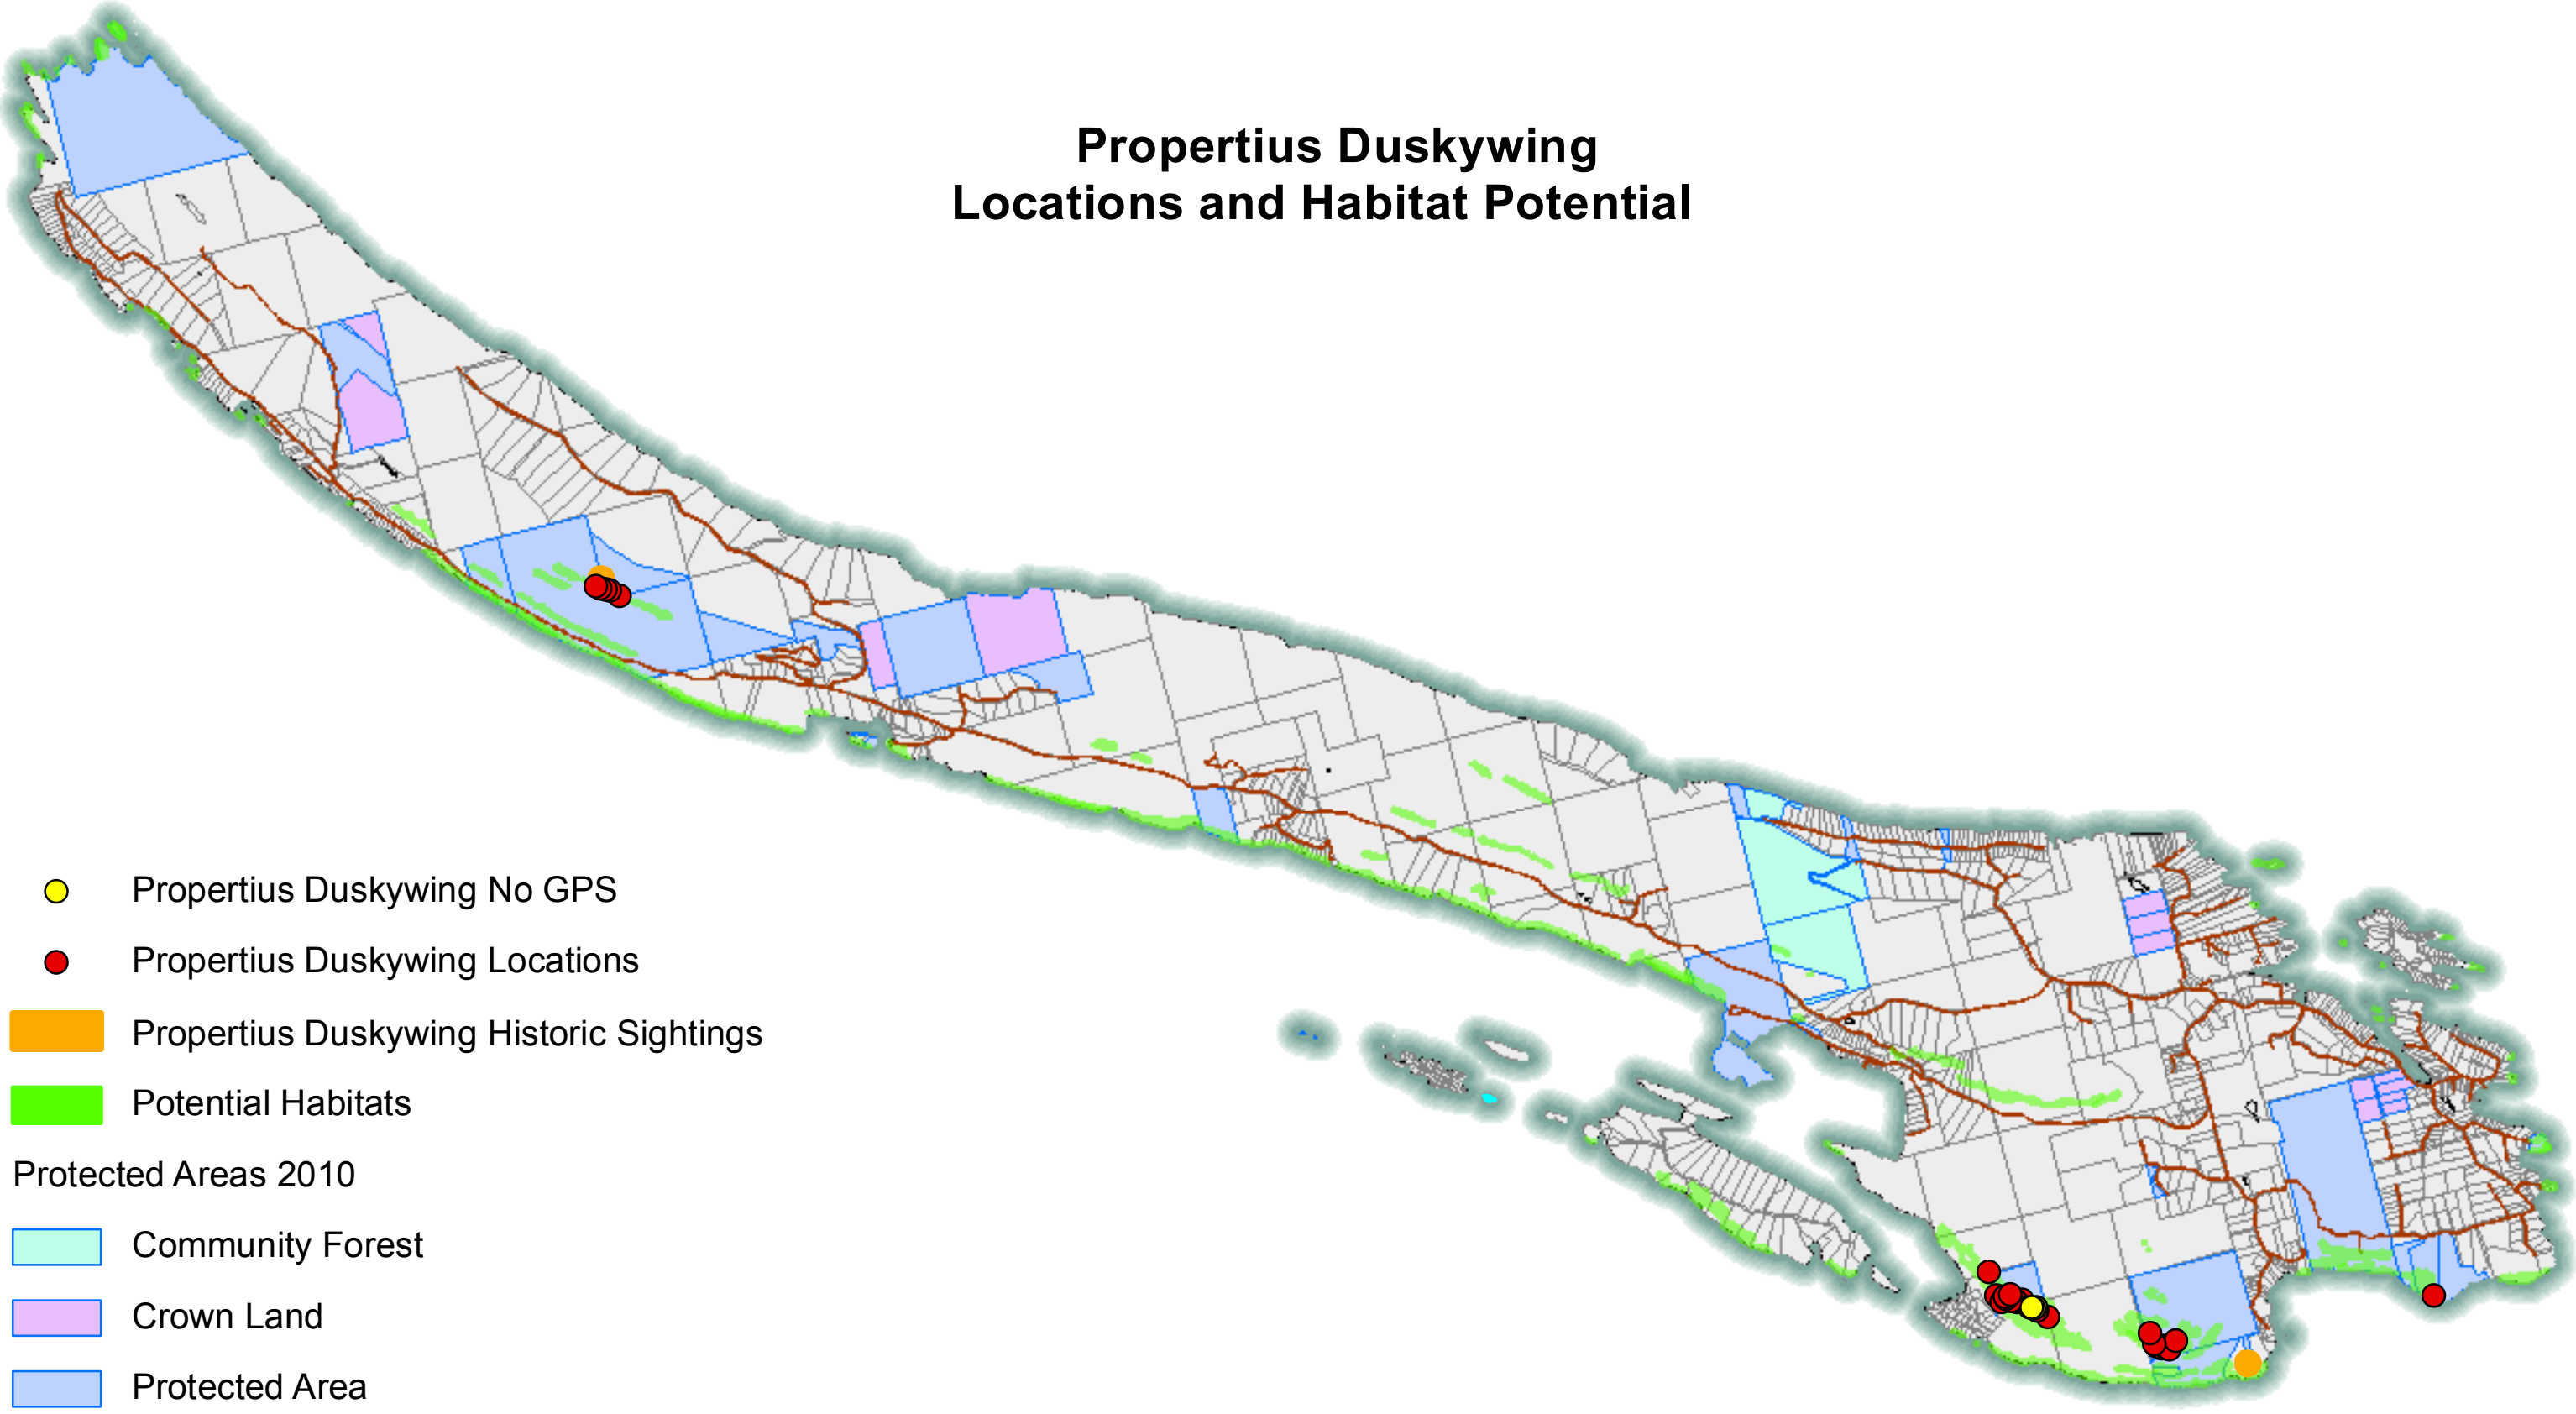 Propertius Duskywing
Locations and Habitat Potential
Propertius Duskywing No GPS
Propertius Duskywing Locations
Propertius Duskywing Historic Sightings
Potential Habitats
Protected Areas 2010
Community Forest
Crown Land
Protected Area